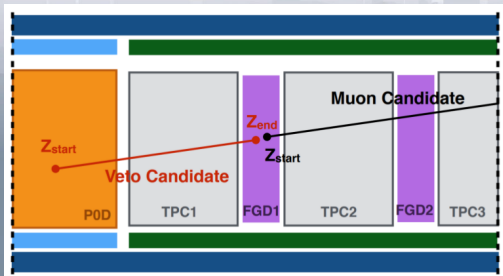 Muon Candidate
Zend
Zstart
Zstart
Veto Candidate
P0D
TPC1
FGD1
TPC2
FGD2
TPC3